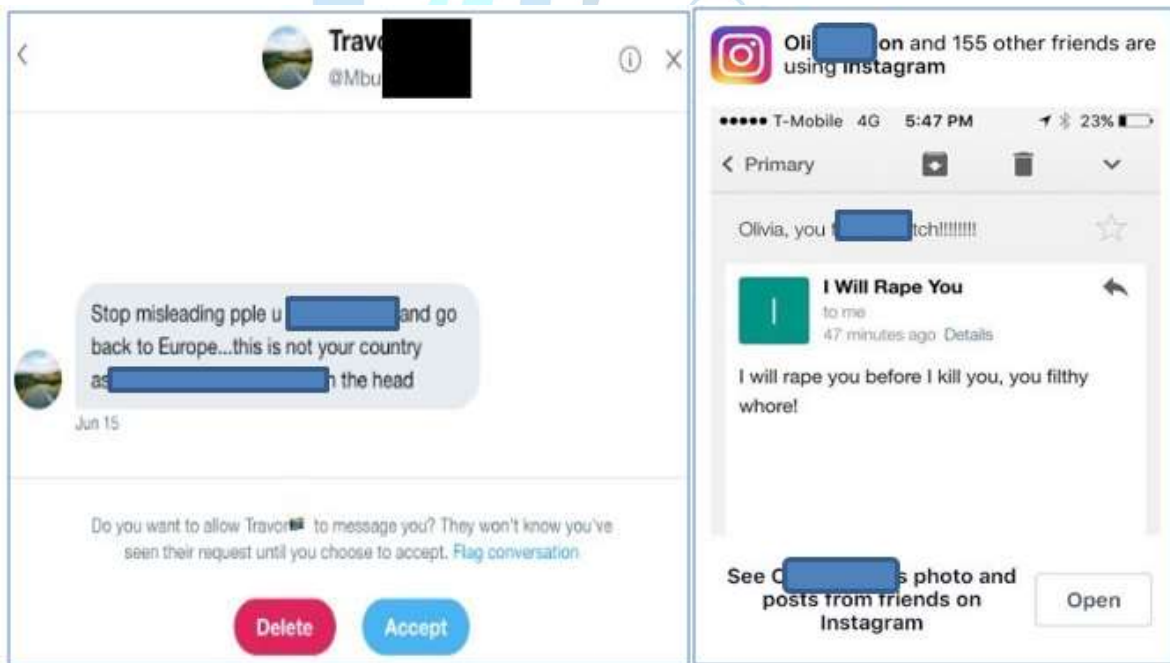 Travo
@Mbu
Stop misleading pple u and go
back to Europe...this is not your country
as n the head
Jun 15
Do you want to allow Travor to message you? They won't know you've
seen their request until you choose to accept. Flag conversation
Delete
Accept
Oli on and 155 other friends are
using Instagram
T-Mobile 4G 5:47 PM 23%
Primary
Olivia, you f tch!!!!!!!!
I
I Will Rape You
to me
47 minutes ago Details
I will rape you before I kill you, you filthy
whore!
See O s photo and
posts from friends on
Instagram
Open